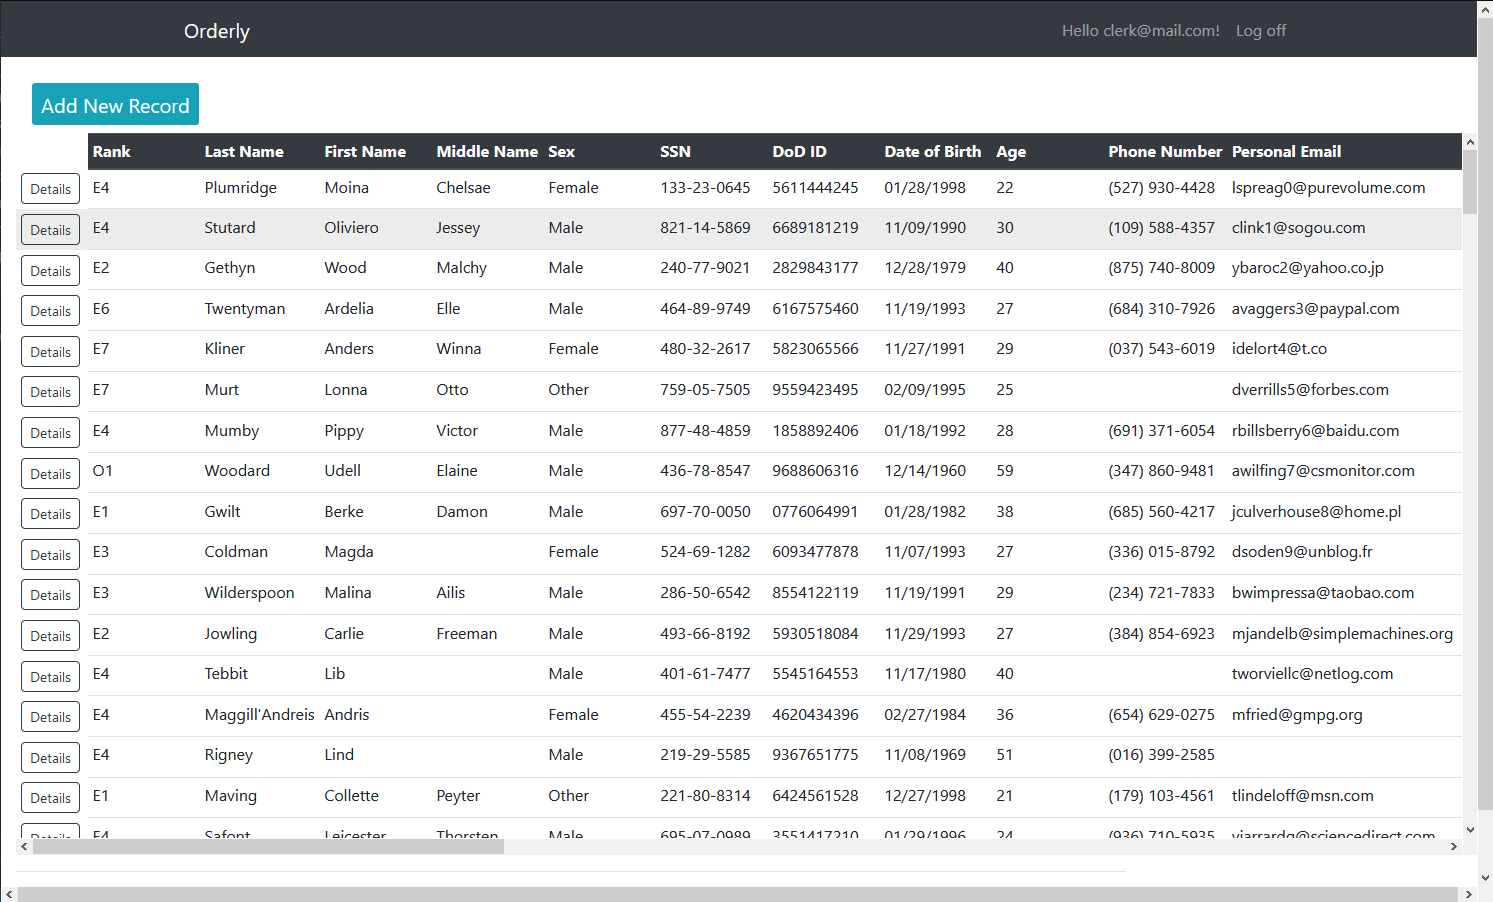 Orderly Hello clerk@mail.com! Log off
Add New Record
Rank Last Name First Name Middle Name Sex SSN DoD ID Date of Birth Age Phone Number Personal Email
Details E4 Plumridge Moina Chelsae Female 133-23-0645 5611444245 01/28/1998 22 (527) 930-4428 lspreag0@purevolume.com
Details E4 Stutard Oliviero Jessey Male 821-14-5869 6689181219 11/09/1990 30 (109) 588-4357 clink1@sogou.com
Details E2 Gethyn Wood Malchy Male 240-77-9021 2829843177 12/28/1979 40 (875) 740-8009 ybaroc2@yahoo.co.jp
Details E6 Twentyman Ardelia Elle Male 464-89-9749 6167575460 11/19/1993 27 (684) 310-7926 avaggers3@paypal.com
Details E7 Kliner Anders Winna Female 480-32-2617 5823065566 11/27/1991 29 (037) 543-6019 idelort4@t.co
Details E7 Murt Lonna Otto Other 759-05-7505 9559423495 02/09/1995 25 dverrills5@forbes.com
Details E4 Mumby Pippy Victor Male 877-48-4859 1858892406 01/18/1992 28 (691) 371-6054 rbillsberry6@baidu.com
Details O1 Woodard Udell Elaine Male 436-78-8547 9688606316 12/14/1960 59 (347) 860-9481 awilfing7@csmonitor.com
Details E1 Gwilt Berke Damon Male 697-70-0050 0776064991 01/28/1982 38 (685) 560-4217 jculverhouse8@home.pl
Details E3 Coldman Magda Female 524-69-1282 6093477878 11/07/1993 27 (336) 015-8792 dsoden9@unblog.fr
Details E3 Wilderspoon Malina Ailis Male 286-50-6542 8554122119 11/19/1991 29 (234) 721-7833 bwimpressa@taobao.com
Details E2 Jowling Carlie Freeman Male 493-66-8192 5930518084 11/29/1993 27 (384) 854-6923 mjandelb@simplemachines.org
Details E4 Tebbit Lib Male 401-61-7477 5545164553 11/17/1980 40 tworviellc@netlog.com
Details E4 Maggill'Andreis Andris Female 455-54-2239 4620434396 02/27/1984 36 (654) 629-0275 mfried@gmpg.org
Details E4 Rigney Lind Male 219-29-5585 9367651775 11/08/1969 51 (016) 399-2585
Details E1 Maving Collette Peyter Other 221-80-8314 6424561528 12/27/1998 21 (179) 103-4561 tlindeloff@msn.com
Details E4 Safont Leicester Thorsten Male 695-07-0989 3551417210 01/29/1996 24 (936) 710-5935